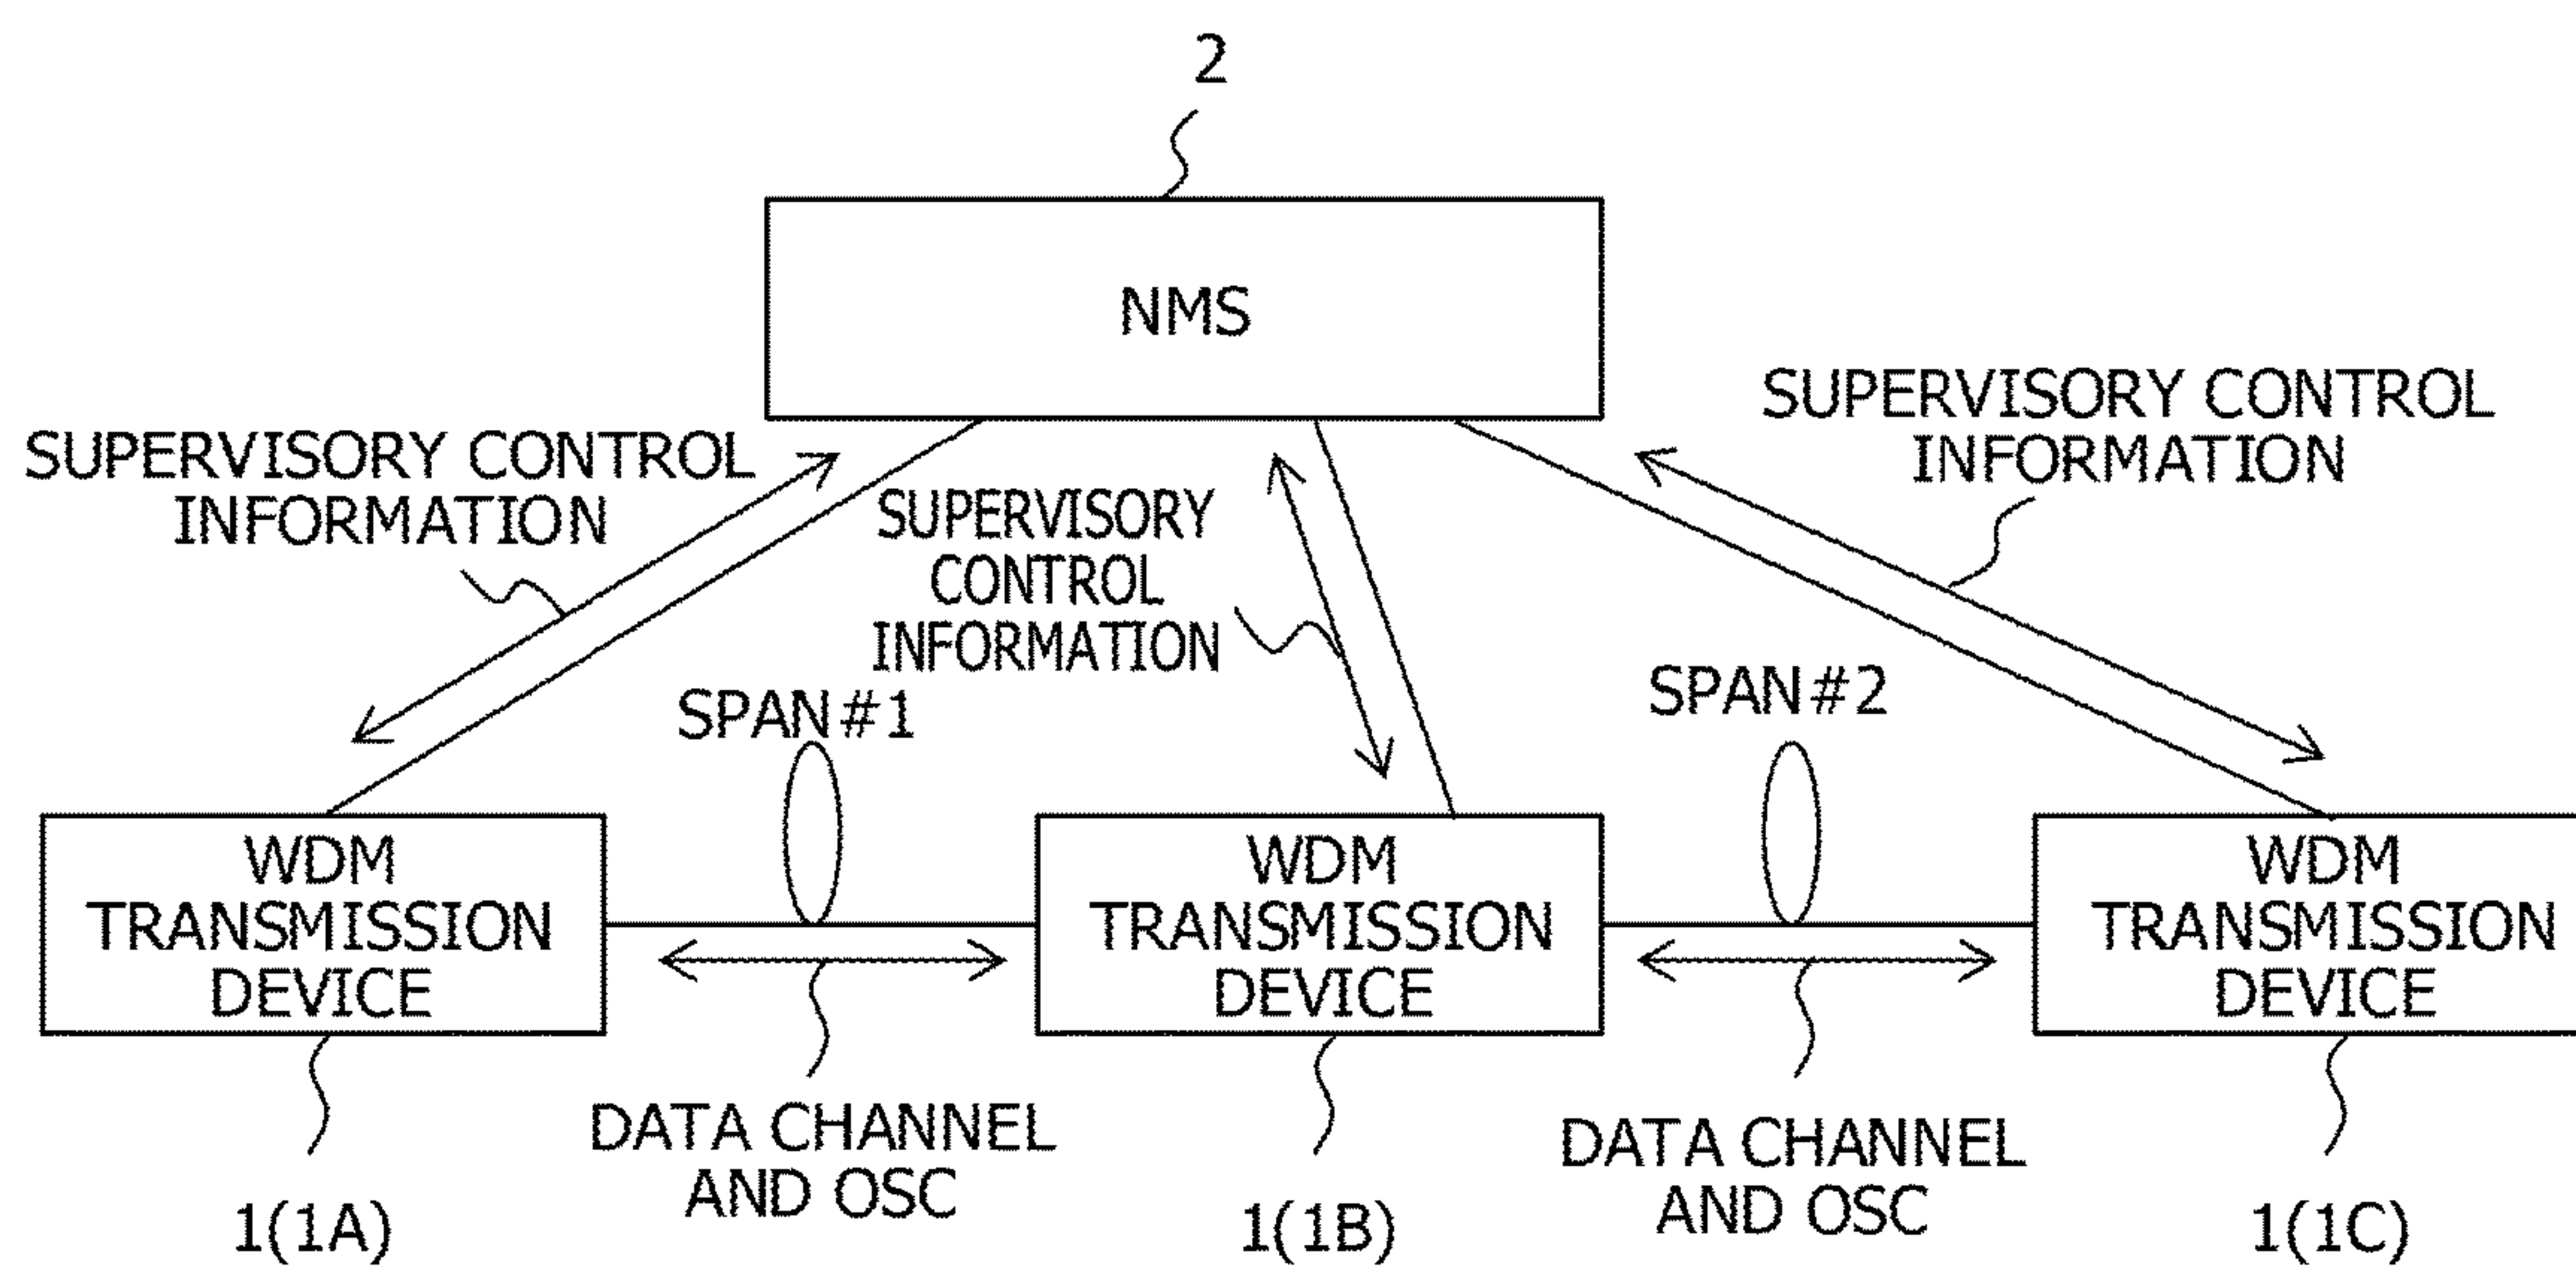 2
NMS
SUPERVISORY CONTROL
INFORMATION
SUPERVISORY
CONTROL
INFORMATION
SUPERVISORY CONTROL
INFORMATION
SPAN#1
SPAN#2
WDM
TRANSMISSION
DEVICE
WDM
TRANSMISSION
DEVICE
WDM
TRANSMISSION
DEVICE
DATA CHANNEL
AND OSC
DATA CHANNEL
AND OSC
1(1A)
1(1B)
1(1C)